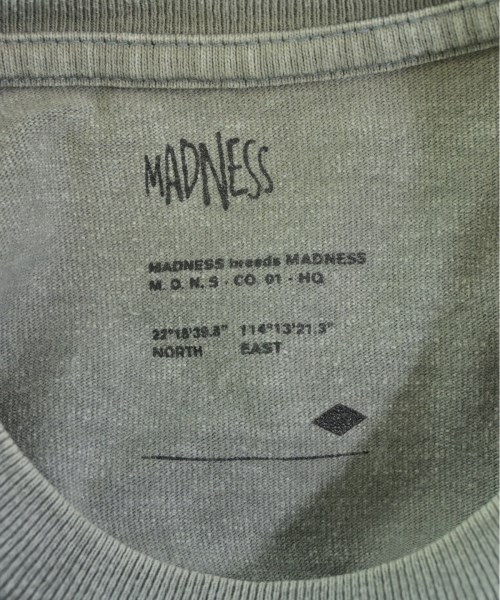 MADNESS
MADNESS breeds MADNESS
M. D. N. S - CO. 01 - HQ
22°18'39.8" 114°13'21.3"
NORTH EAST